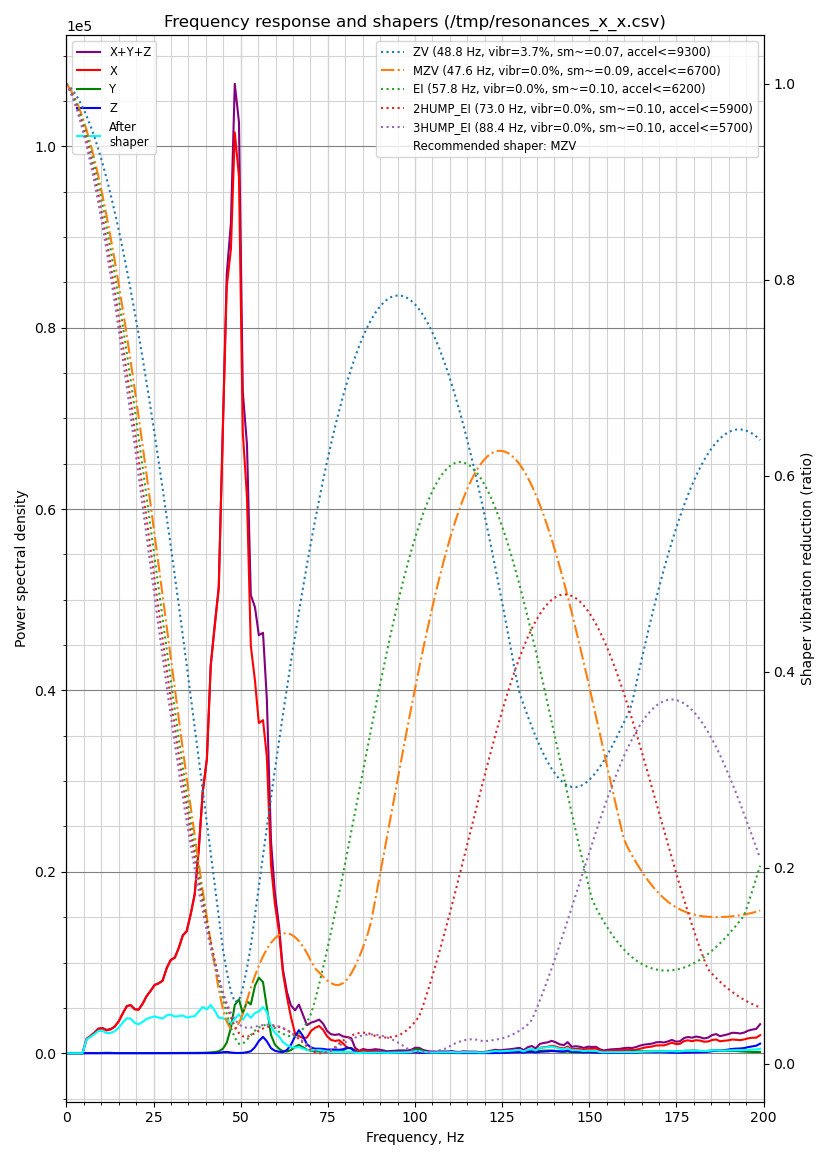 Frequency response and shapers (/tmp/resonances_x_x.csv)
1e5
X+Y+Z
X
Y
Z
After
shaper
ZV (48.8 Hz, vibr=3.7%, sm~=0.07, accel<=9300)
MZV (47.6 Hz, vibr=0.0%, sm~=0.09, accel<=6700)
EI (57.8 Hz, vibr=0.0%, sm~=0.10, accel<=6200)
2HUMP_EI (73.0 Hz, vibr=0.0%, sm~=0.10, accel<=5900)
3HUMP_EI (88.4 Hz, vibr=0.0%, sm~=0.10, accel<=5700)
Recommended shaper: MZV
Power spectral density
1.0
0.8
0.6
0.4
0.2
0.0
1.0
0.8
0.6
0.4
0.2
0.0
Shaper vibration reduction (ratio)
0 25 50 75 100 125 150 175 200
Frequency, Hz